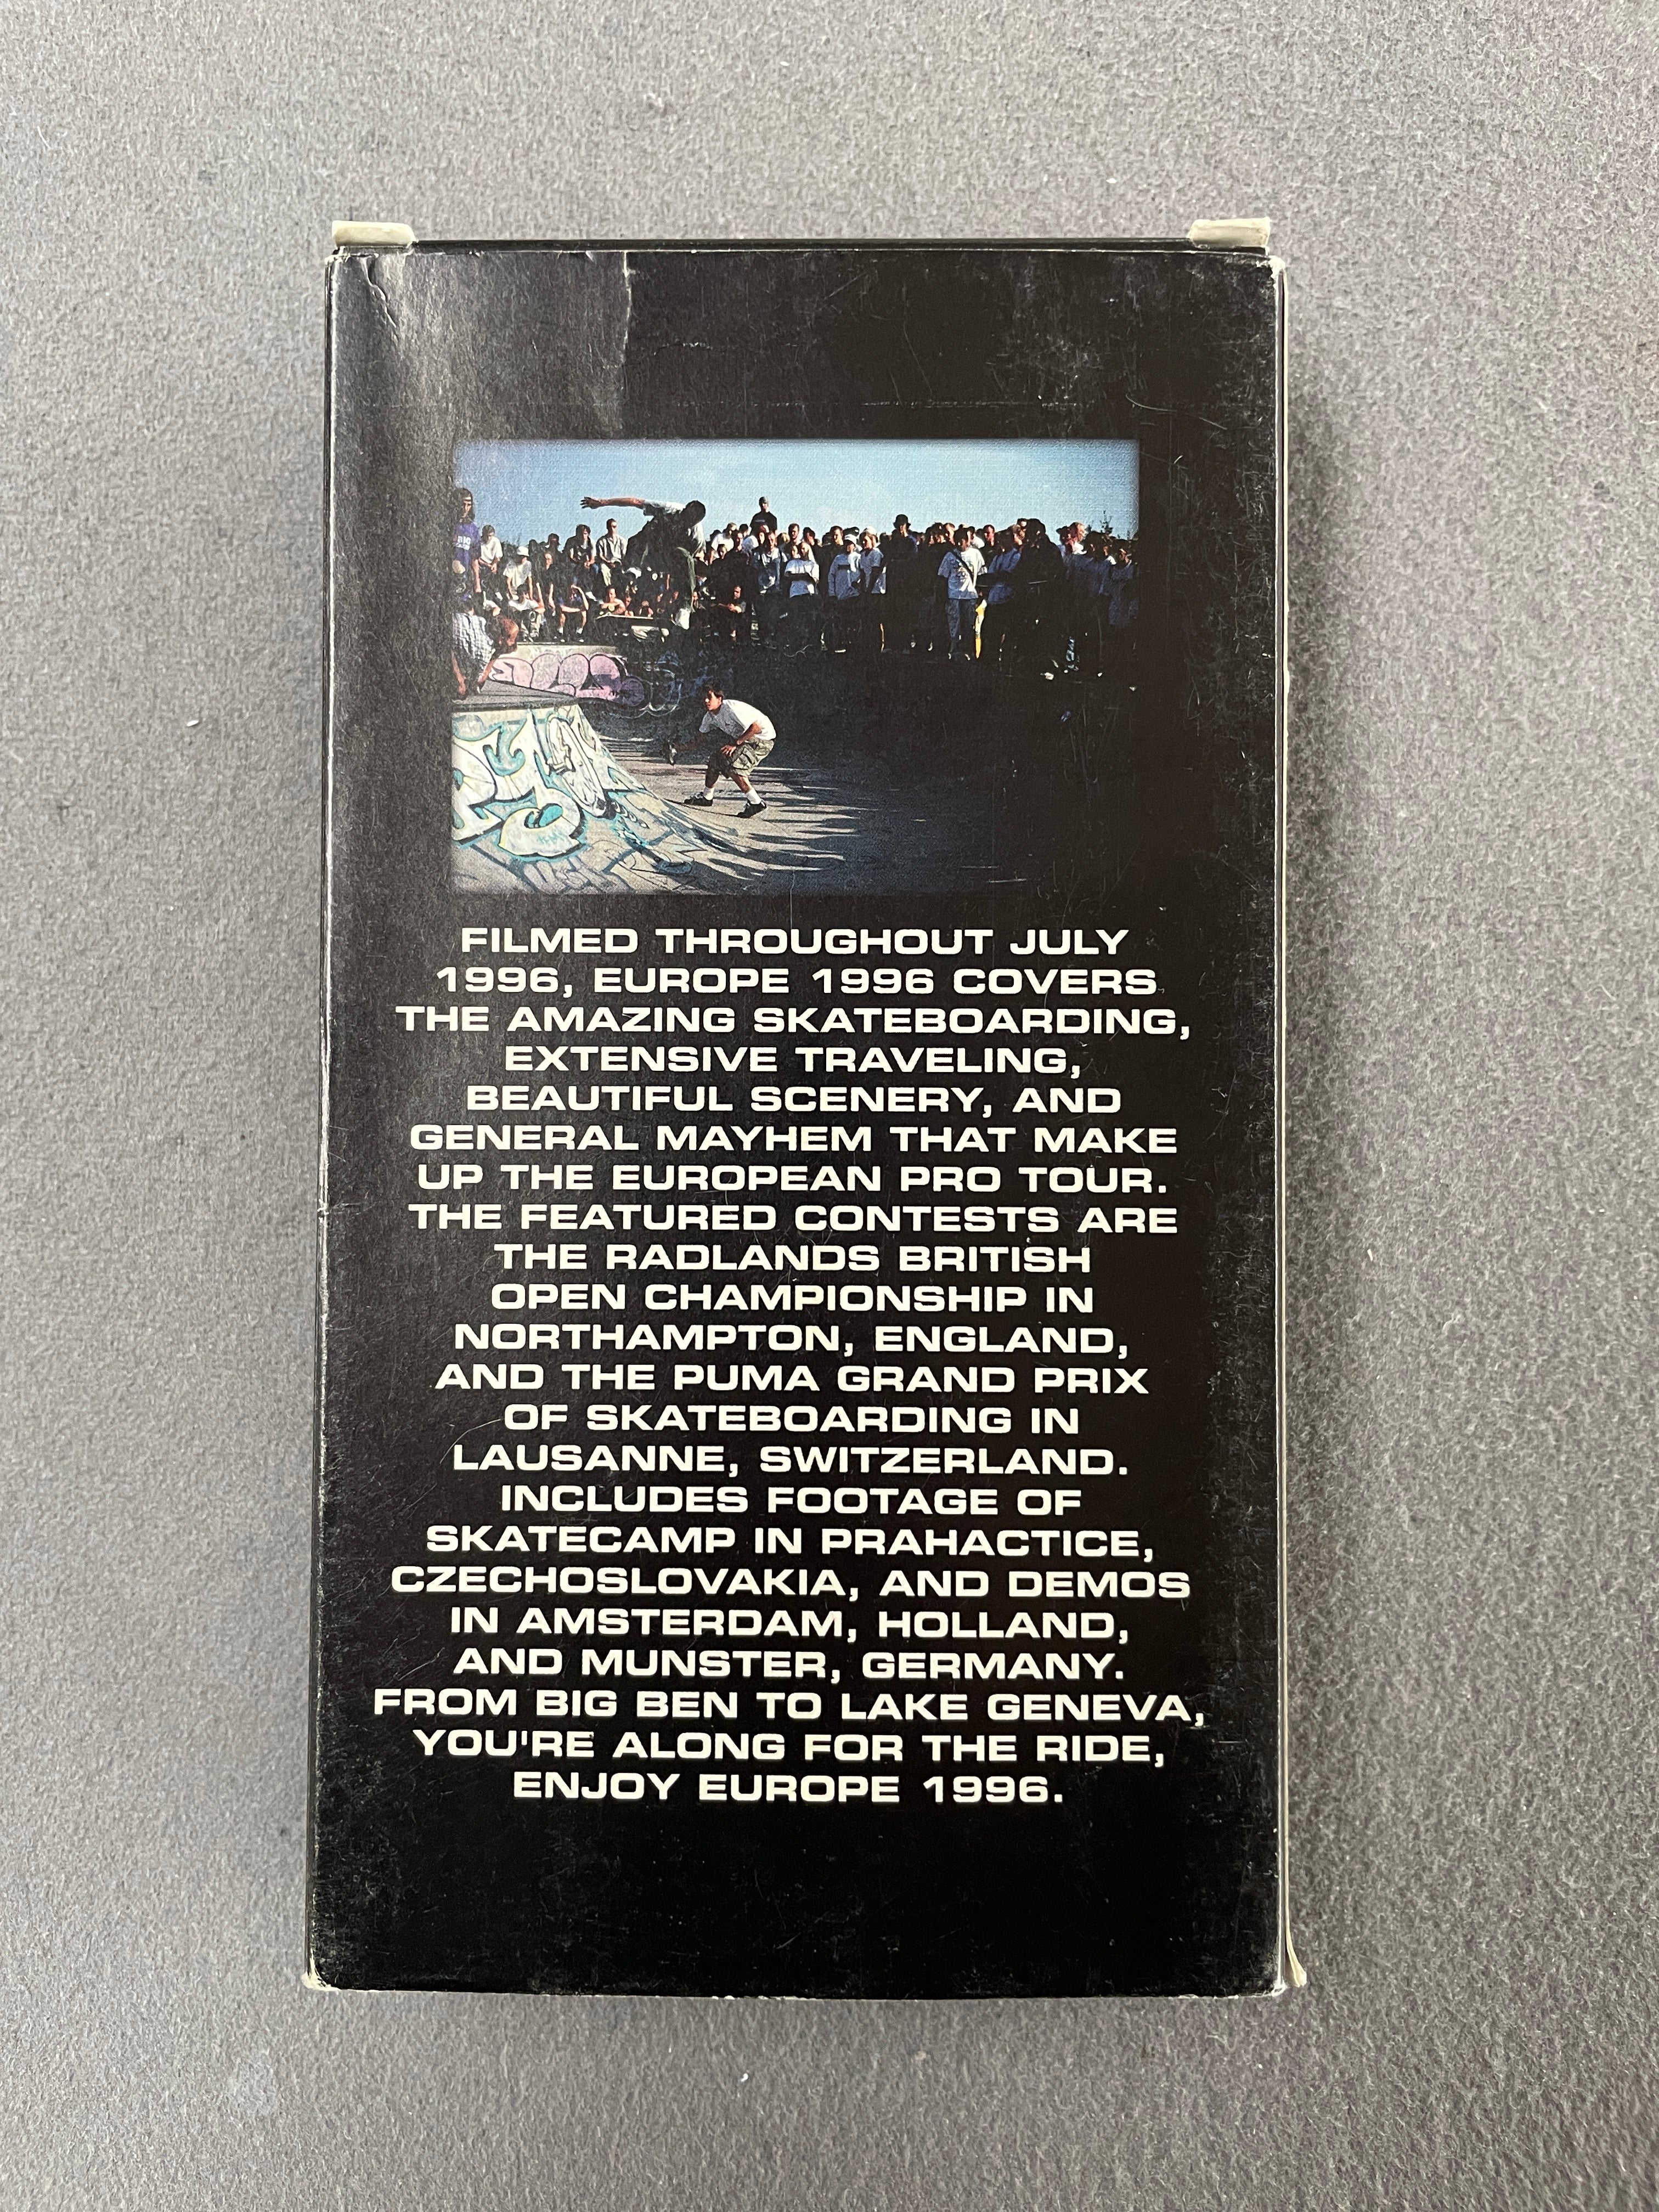 FILMED THROUGHOUT JULY
1996, EUROPE 1996 COVERS
THE AMAZING SKATEBOARDING,
EXTENSIVE TRAVELING,
BEAUTIFUL SCENERY, AND
GENERAL MAYHEM THAT MAKE
UP THE EUROPEAN PRO TOUR.
THE FEATURED CONTESTS ARE
THE RADLANDS BRITISH
OPEN CHAMPIONSHIP IN
NORTHAMPTON, ENGLAND,
AND THE PUMA GRAND PRIX
OF SKATEBOARDING IN
LAUSANNE, SWITZERLAND.
INCLUDES FOOTAGE OF
SKATECAMP IN PRAHACTICE,
CZECHOSLOVAKIA, AND DEMOS
IN AMSTERDAM, HOLLAND,
AND MUNSTER, GERMANY.
FROM BIG BEN TO LAKE GENEVA,
YOU'RE ALONG FOR THE RIDE,
ENJOY EUROPE 1996.